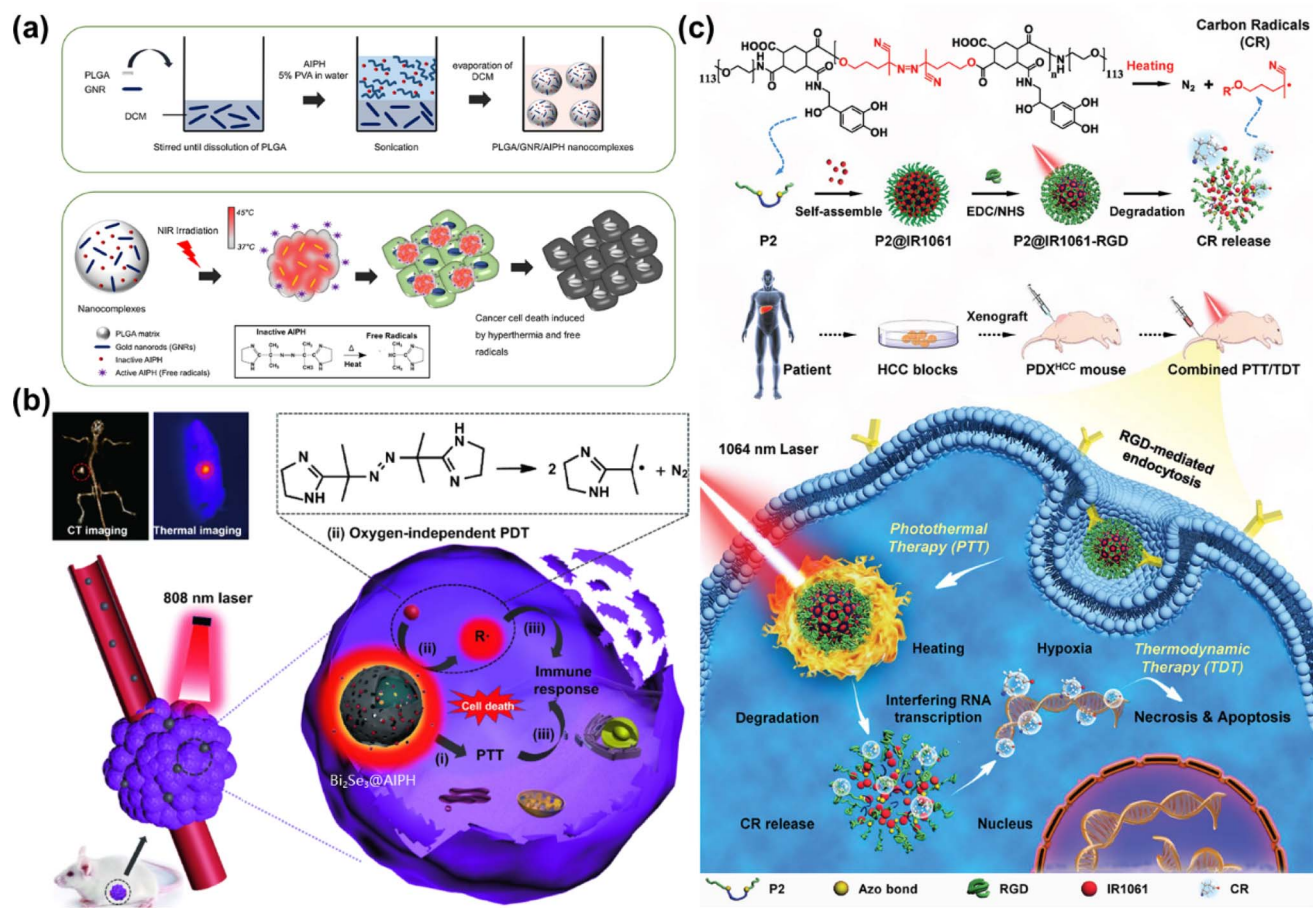 (a)
PLGA
GNR
DCM
Stirred until dissolution of PLGA
AIPH
5% PVA in water
Sonication
evaporation of
DCM
PLGA/GNR/AIPH nanocomplexes
NIR Irradiation
45°C
37°C
Nanocomplexes
PLGA matrix
Gold nanorods (GNRs)
Inactive AIPH
Active AIPH (Free radicals)
Inactive AIPH
Free Radicals
Δ
Heat
Cancer cell death induced
by hyperthermia and free
radicals
(b)
CT imaging
Thermal imaging
2
+ N2
(ii) Oxygen-independent PDT
808 nm laser
(ii)
R·
(iii)
Immune
response
Cell death
(iii)
(i)
PTT
Bi2Se3@AIPH
(c)
Carbon Radicals
(CR)
Heating
N2 +
P2
Self-assemble
P2@IR1061
EDC/NHS
P2@IR1061-RGD
Degradation
CR release
Patient
HCC blocks
Xenograft
PDXHCC mouse
Combined PTT/TDT
1064 nm Laser
RGD-mediated
endocytosis
Photothermal
Therapy (PTT)
Heating
Hypoxia
Thermodynamic
Therapy (TDT)
Degradation
Interfering RNA
transcription
Necrosis & Apoptosis
CR release
Nucleus
P2
Azo bond
RGD
IR1061
CR